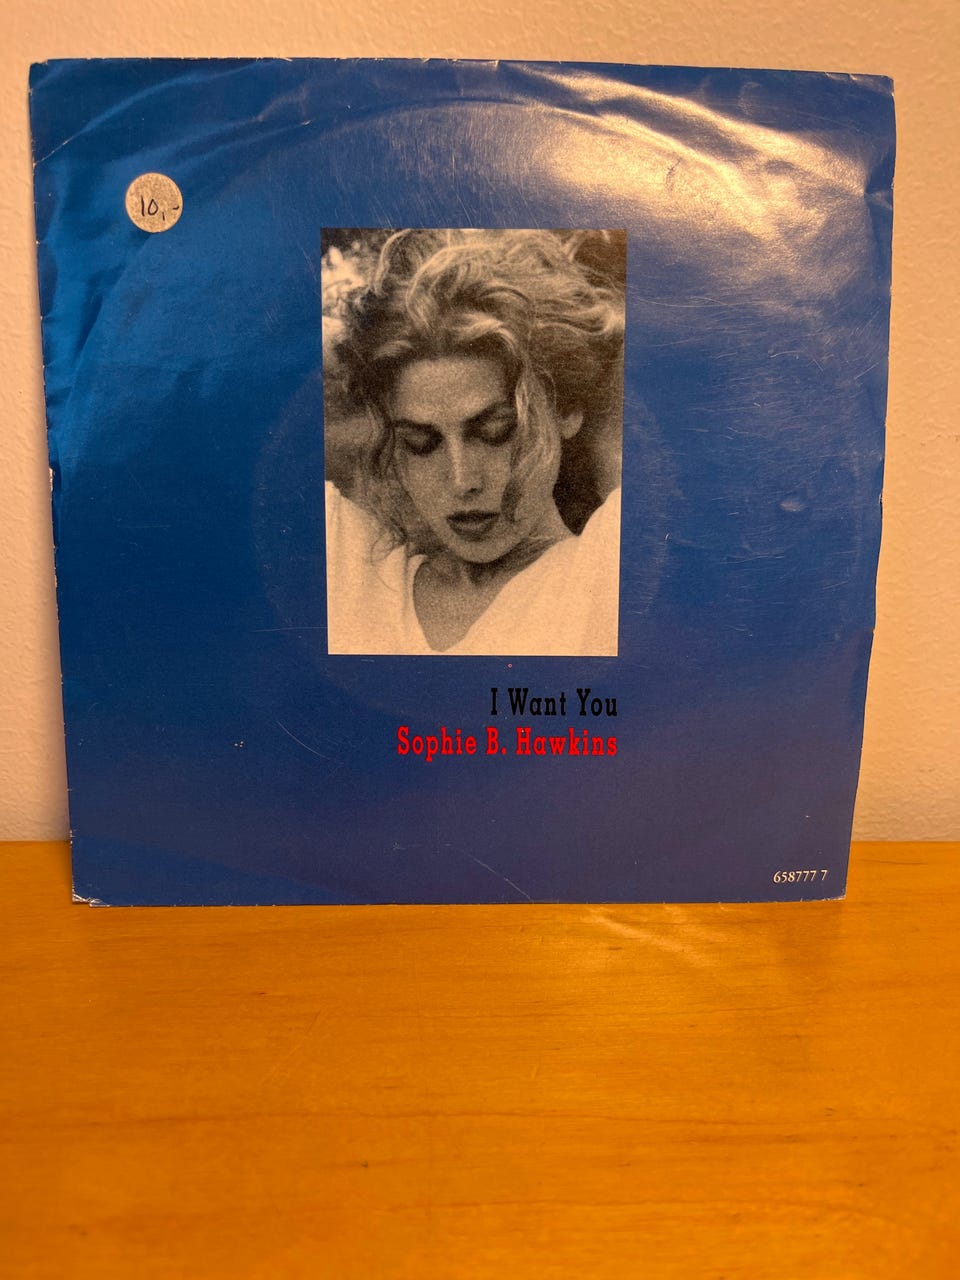 10,-
I Want You
Sophie B. Hawkins
658777 7